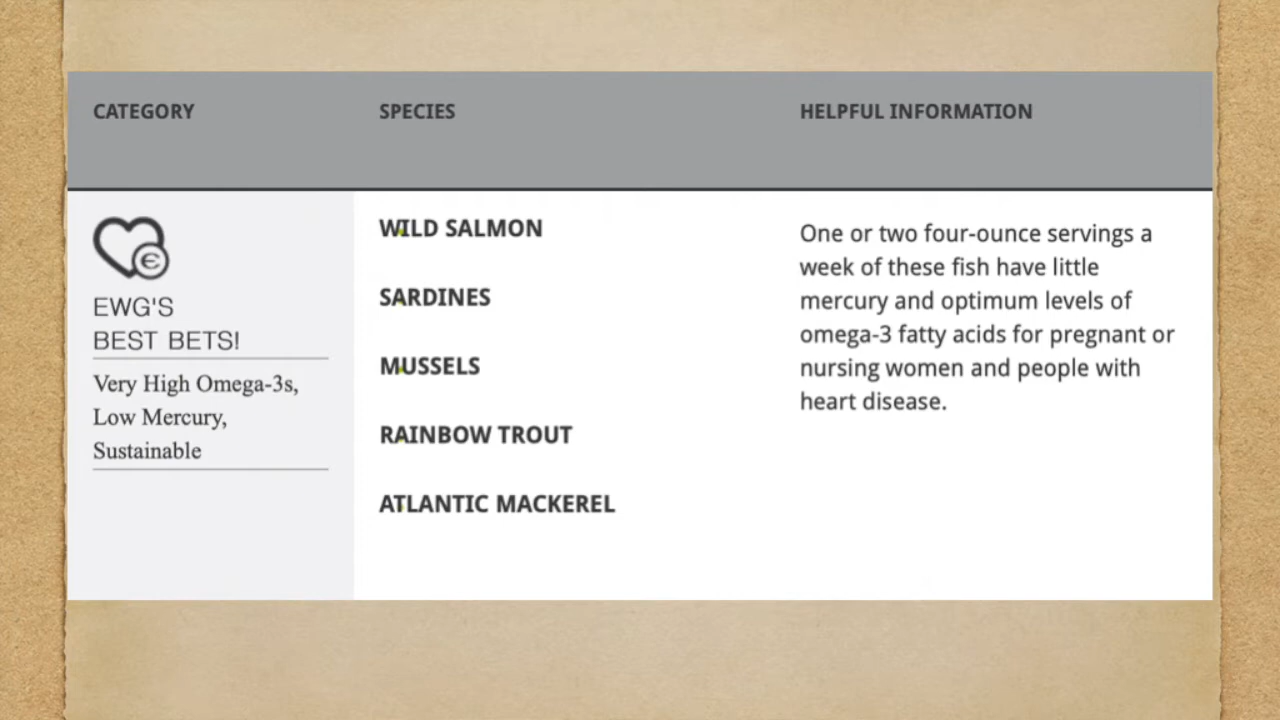 CATEGORY
SPECIES
HELPFUL INFORMATION
€
EWG'S
BEST BETS!
Very High Omega-3s,
Low Mercury,
Sustainable
WILD SALMON
SARDINES
MUSSELS
RAINBOW TROUT
ATLANTIC MACKEREL
One or two four-ounce servings a
week of these fish have little
mercury and optimum levels of
omega-3 fatty acids for pregnant or
nursing women and people with
heart disease.